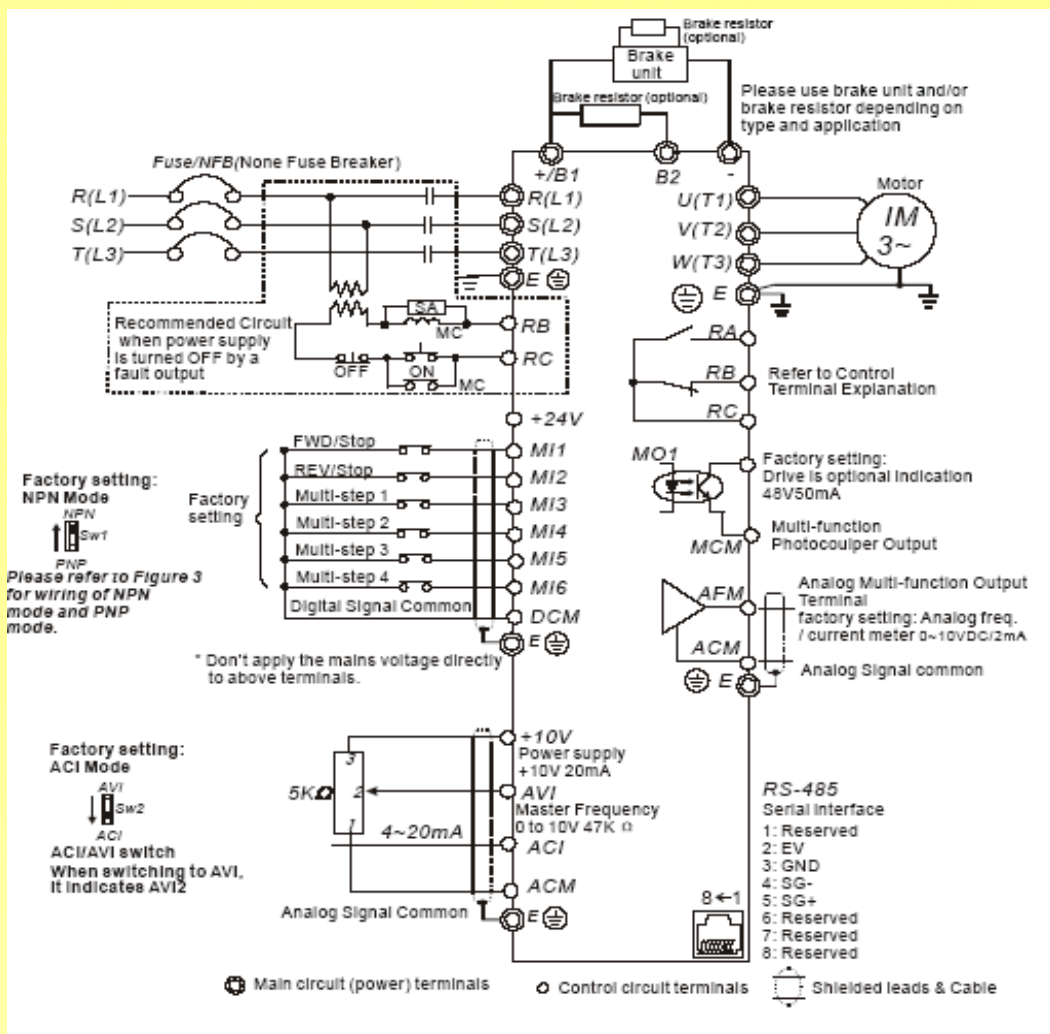 Brake resistor
(optional)
Brake
unit
Brake resistor (optional)
Please use brake unit and/or
brake resistor depending on
type and application
Fuse/NFB(None Fuse Breaker)
+/B1
B2
-
R(L1)
S(L2)
T(L3)
R(L1)
S(L2)
T(L3)
E
U(T1)
V(T2)
W(T3)
E
Motor
IM
3~
Recommended Circuit
when power supply
is turned OFF by a
fault output
SA
MC
OFF
ON
MC
RB
RC
RA
RB
RC
Refer to Control
Terminal Explanation
+24V
FWD/Stop
REV/Stop
Multi-step 1
Multi-step 2
Multi-step 3
Multi-step 4
Digital Signal Common
MI1
MI2
MI3
MI4
MI5
MI6
DCM
E
Factory
setting
Factory setting:
NPN Mode
NPN
Sw1
PNP
Please refer to Figure 3
for wiring of NPN
mode and PNP
mode.
* Don't apply the mains voltage directly
to above terminals.
MO1
MCM
Factory setting:
Drive is optional indication
48V50mA
Multi-function
Photocoulper Output
AFM
ACM
E
Analog Multi-function Output
Terminal
factory setting: Analog freq.
/ current meter 0~10VDC/2mA
Analog Signal common
Factory setting:
ACI Mode
AVI
Sw2
ACI
ACI/AVI switch
When switching to AVI,
it indicates AVI2
5KΩ
3
2
1
4~20mA
Analog Signal Common
+10V
Power supply
+10V 20mA
AVI
Master Frequency
0 to 10V 47K Ω
ACI
ACM
E
RS-485
Serial interface
1: Reserved
2: EV
3: GND
4: SG-
5: SG+
6: Reserved
7: Reserved
8: Reserved
8←1
Main circuit (power) terminals
Control circuit terminals
Shielded leads & Cable